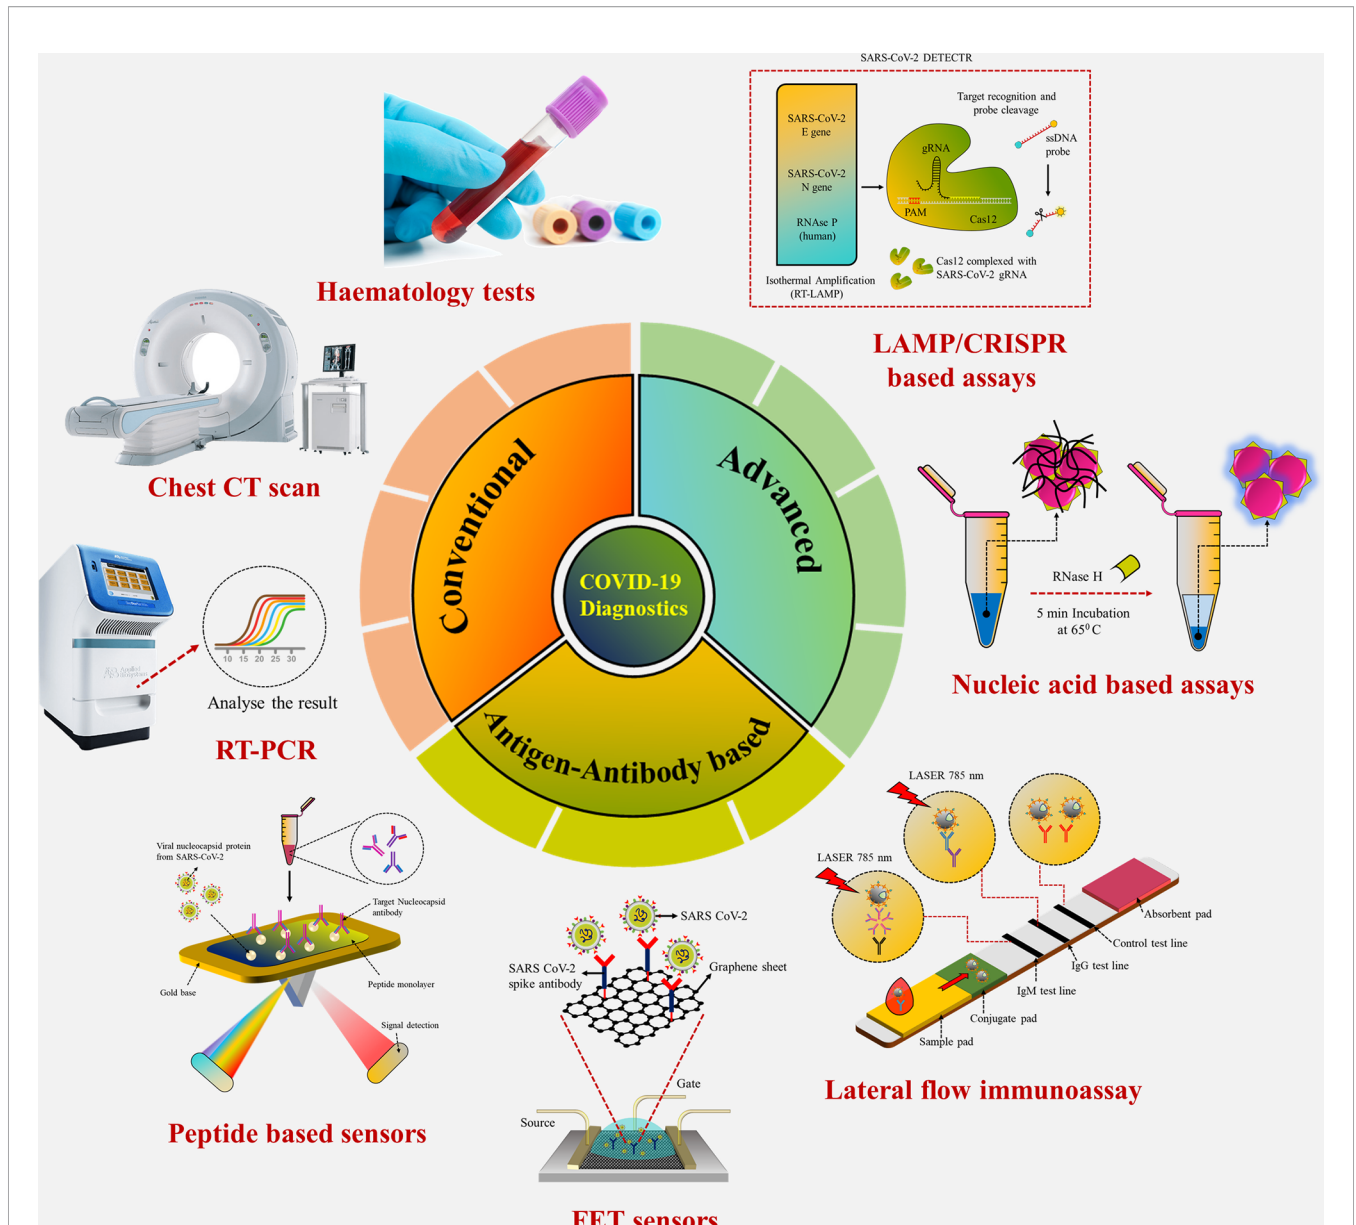 SARS-CoV-2 DETECTR
SARS-CoV-2
E gene
SARS-CoV-2
N gene
RNAse P
(human)
Isothermal Amplification
(RT-LAMP)
gRNA
PAM
Cas12
Target recognition and
probe cleavage
ssDNA
probe
Cas12 complexed with
SARS-CoV-2 gRNA
Haematology tests
LAMP/CRISPR
based assays
Chest CT scan
Conventional
Advanced
Antigen-Antibody based
COVID-19
Diagnostics
RNase H
5 min Incubation
at 65⁰ C
Nucleic acid based assays
10 15 20 25 30
Analyse the result
RT-PCR
Viral nucleocapsid protein
from SARS-CoV-2
Target Nucleocapsid
antibody
Gold base
Peptide monolayer
Signal detection
Peptide based sensors
SARS CoV-2
SARS CoV-2
spike antibody
Graphene sheet
Gate
Source
FET sensors
LASER 785 nm
LASER 785 nm
Absorbent pad
Control test line
IgG test line
IgM test line
Conjugate pad
Sample pad
Lateral flow immunoassay